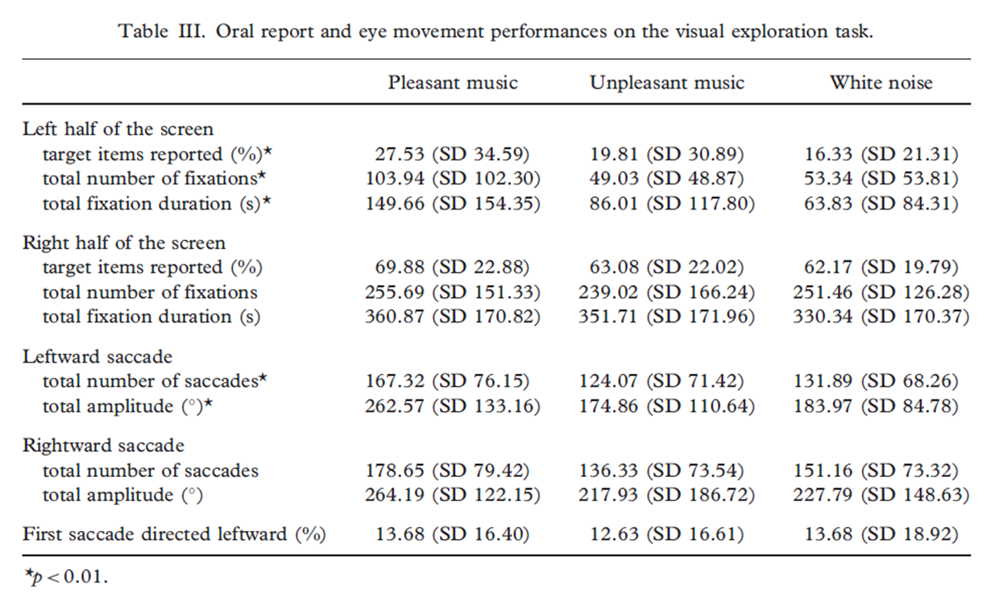 Table III. Oral report and eye movement performances on the visual exploration task.
Pleasant music Unpleasant music White noise
Left half of the screen
target items reported (%)* 27.53 (SD 34.59) 19.81 (SD 30.89) 16.33 (SD 21.31)
total number of fixations* 103.94 (SD 102.30) 49.03 (SD 48.87) 53.34 (SD 53.81)
total fixation duration (s)* 149.66 (SD 154.35) 86.01 (SD 117.80) 63.83 (SD 84.31)
Right half of the screen
target items reported (%) 69.88 (SD 22.88) 63.08 (SD 22.02) 62.17 (SD 19.79)
total number of fixations 255.69 (SD 151.33) 239.02 (SD 166.24) 251.46 (SD 126.28)
total fixation duration (s) 360.87 (SD 170.82) 351.71 (SD 171.96) 330.34 (SD 170.37)
Leftward saccade
total number of saccades* 167.32 (SD 76.15) 124.07 (SD 71.42) 131.89 (SD 68.26)
total amplitude (°)* 262.57 (SD 133.16) 174.86 (SD 110.64) 183.97 (SD 84.78)
Rightward saccade
total number of saccades 178.65 (SD 79.42) 136.33 (SD 73.54) 151.16 (SD 73.32)
total amplitude (°) 264.19 (SD 122.15) 217.93 (SD 186.72) 227.79 (SD 148.63)
First saccade directed leftward (%) 13.68 (SD 16.40) 12.63 (SD 16.61) 13.68 (SD 18.92)
*p < 0.01.